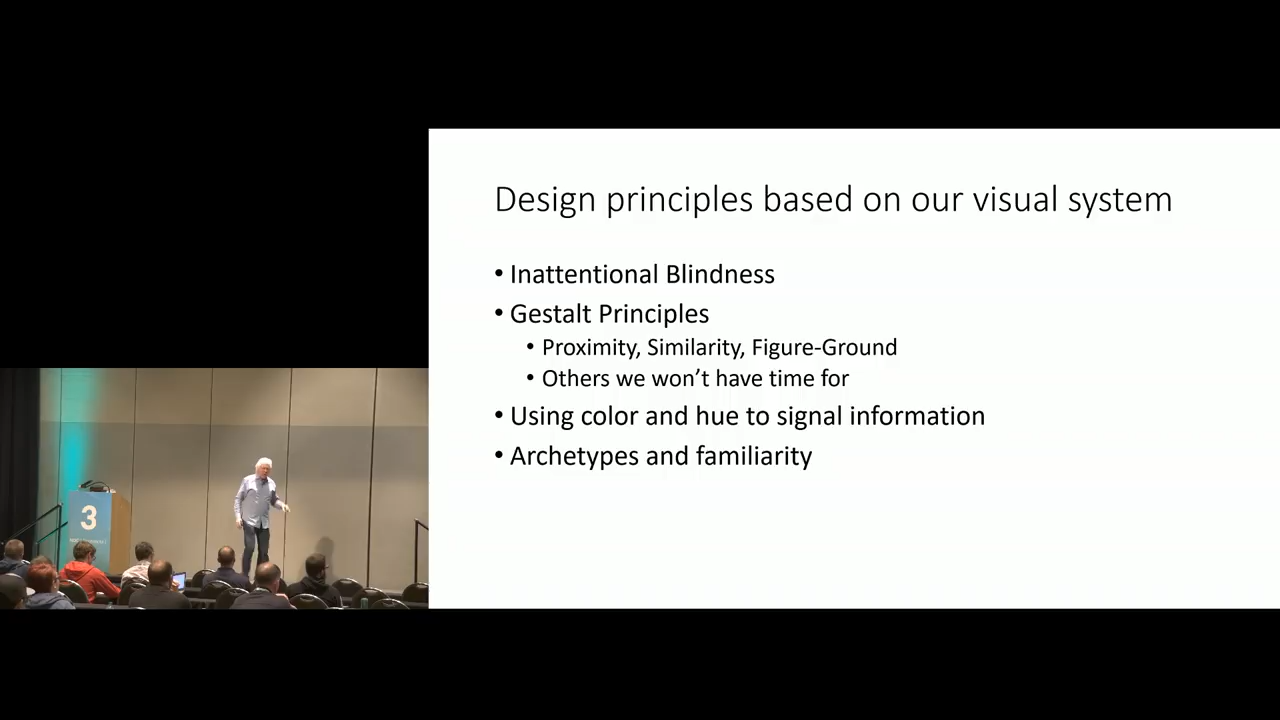 Design principles based on our visual system
• Inattentional Blindness
• Gestalt Principles
• Proximity, Similarity, Figure-Ground
• Others we won't have time for
• Using color and hue to signal information
• Archetypes and familiarity
3